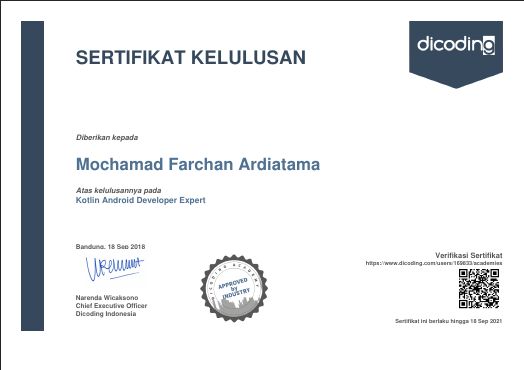 dicoding
SERTIFIKAT KELULUSAN
Diberikan kepada
Mochamad Farchan Ardiatama
Atas kelulusannya pada
Kotlin Android Developer Expert
Bandung, 18 Sep 2018
Narenda Wicaksono
Chief Executive Officer
Dicoding Indonesia
DICODING ACADEMY
APPROVED
by
INDUSTRY
Verifikasi Sertifikat
https://www.dicoding.com/users/169833/academies
Sertifikat ini berlaku hingga 18 Sep 2021